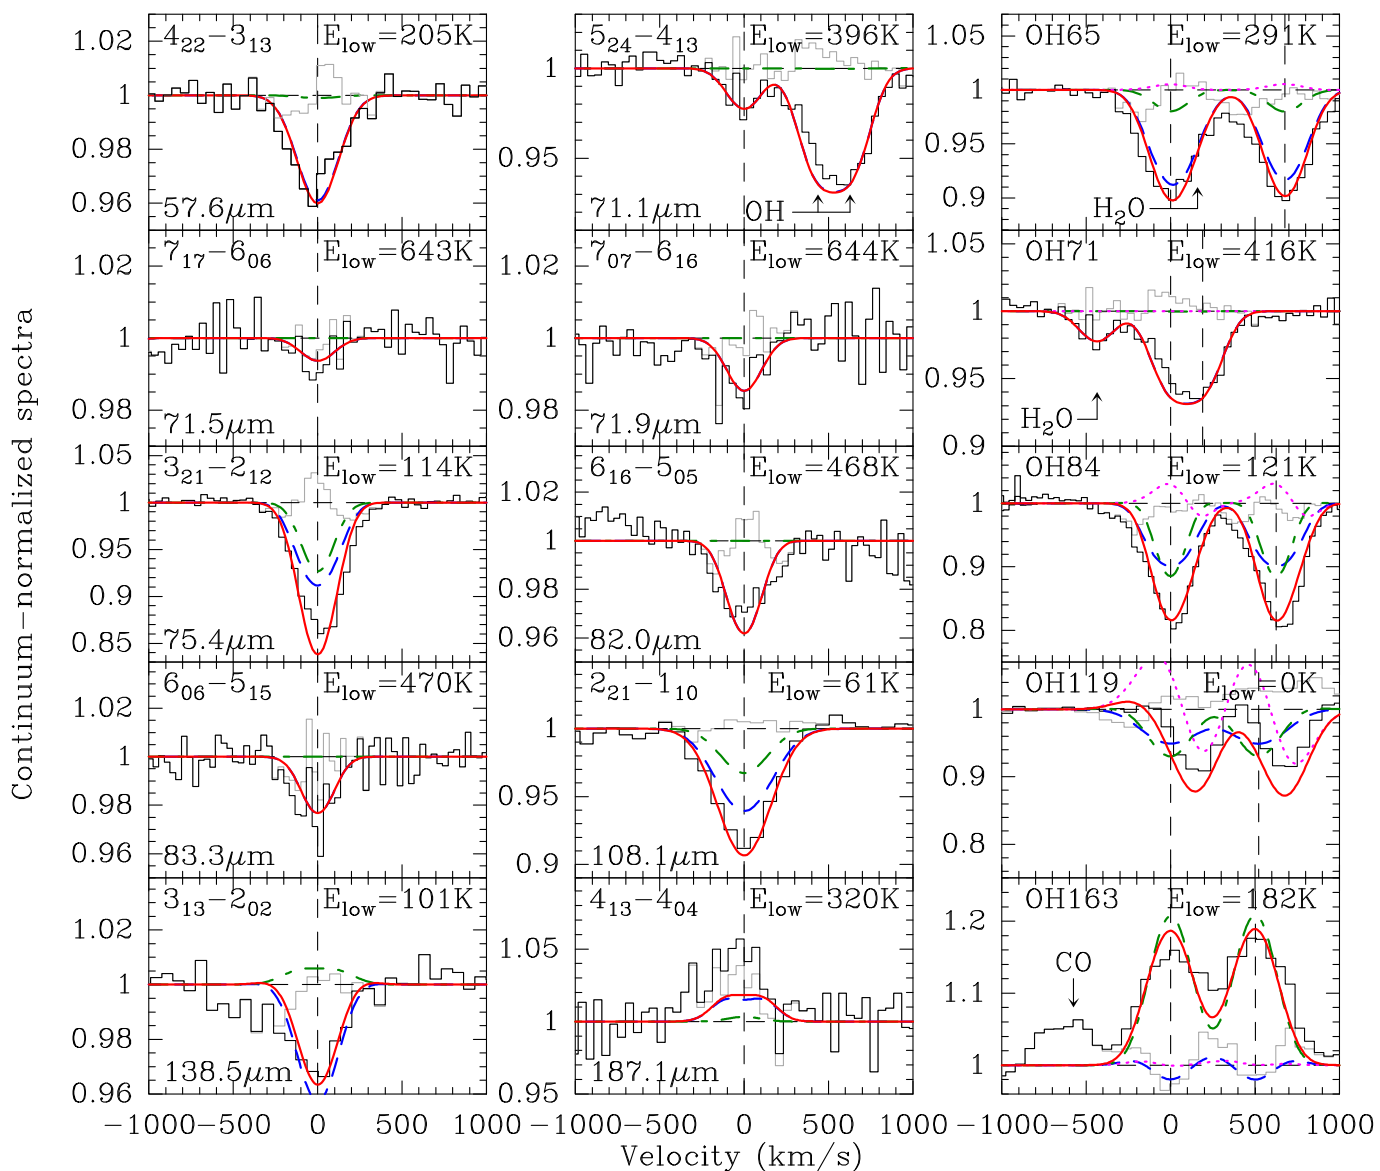 Continuum-normalized spectra
4₂₂−3₁₃ E_low=205K
1.02
1
0.98
0.96
57.6μm
7₁₇−6₀₆ E_low=643K
1.02
1
0.98
71.5μm
3₂₁−2₁₂ E_low=114K
1.05
1
0.95
0.9
0.85
75.4μm
6₀₆−5₁₅ E_low=470K
1.02
1
0.98
0.96
83.3μm
3₁₃−2₀₂ E_low=101K
1.02
1
0.98
0.96
138.5μm
−1000 −500 0 500 1000
5₂₄−4₁₃ E_low=396K
1
0.95
71.1μm
OH
7₀₇−6₁₆ E_low=644K
1.02
1
0.98
71.9μm
6₁₆−5₀₅ E_low=468K
1.02
1
0.98
0.96
82.0μm
2₂₁−1₁₀ E_low=61K
1
0.95
0.9
108.1μm
4₁₃−4₀₄ E_low=320K
1.05
1
0.95
187.1μm
−1000 −500 0 500 1000
OH65 E_low=291K
1.05
1
0.95
0.9
H₂O
OH71 E_low=416K
1.05
1
0.95
0.9
H₂O
OH84 E_low=121K
1
0.9
0.8
OH119 E_low=0K
1
0.9
0.8
OH163 E_low=182K
1.2
1.1
1
CO
−1000 −500 0 500 1000
Velocity (km/s)